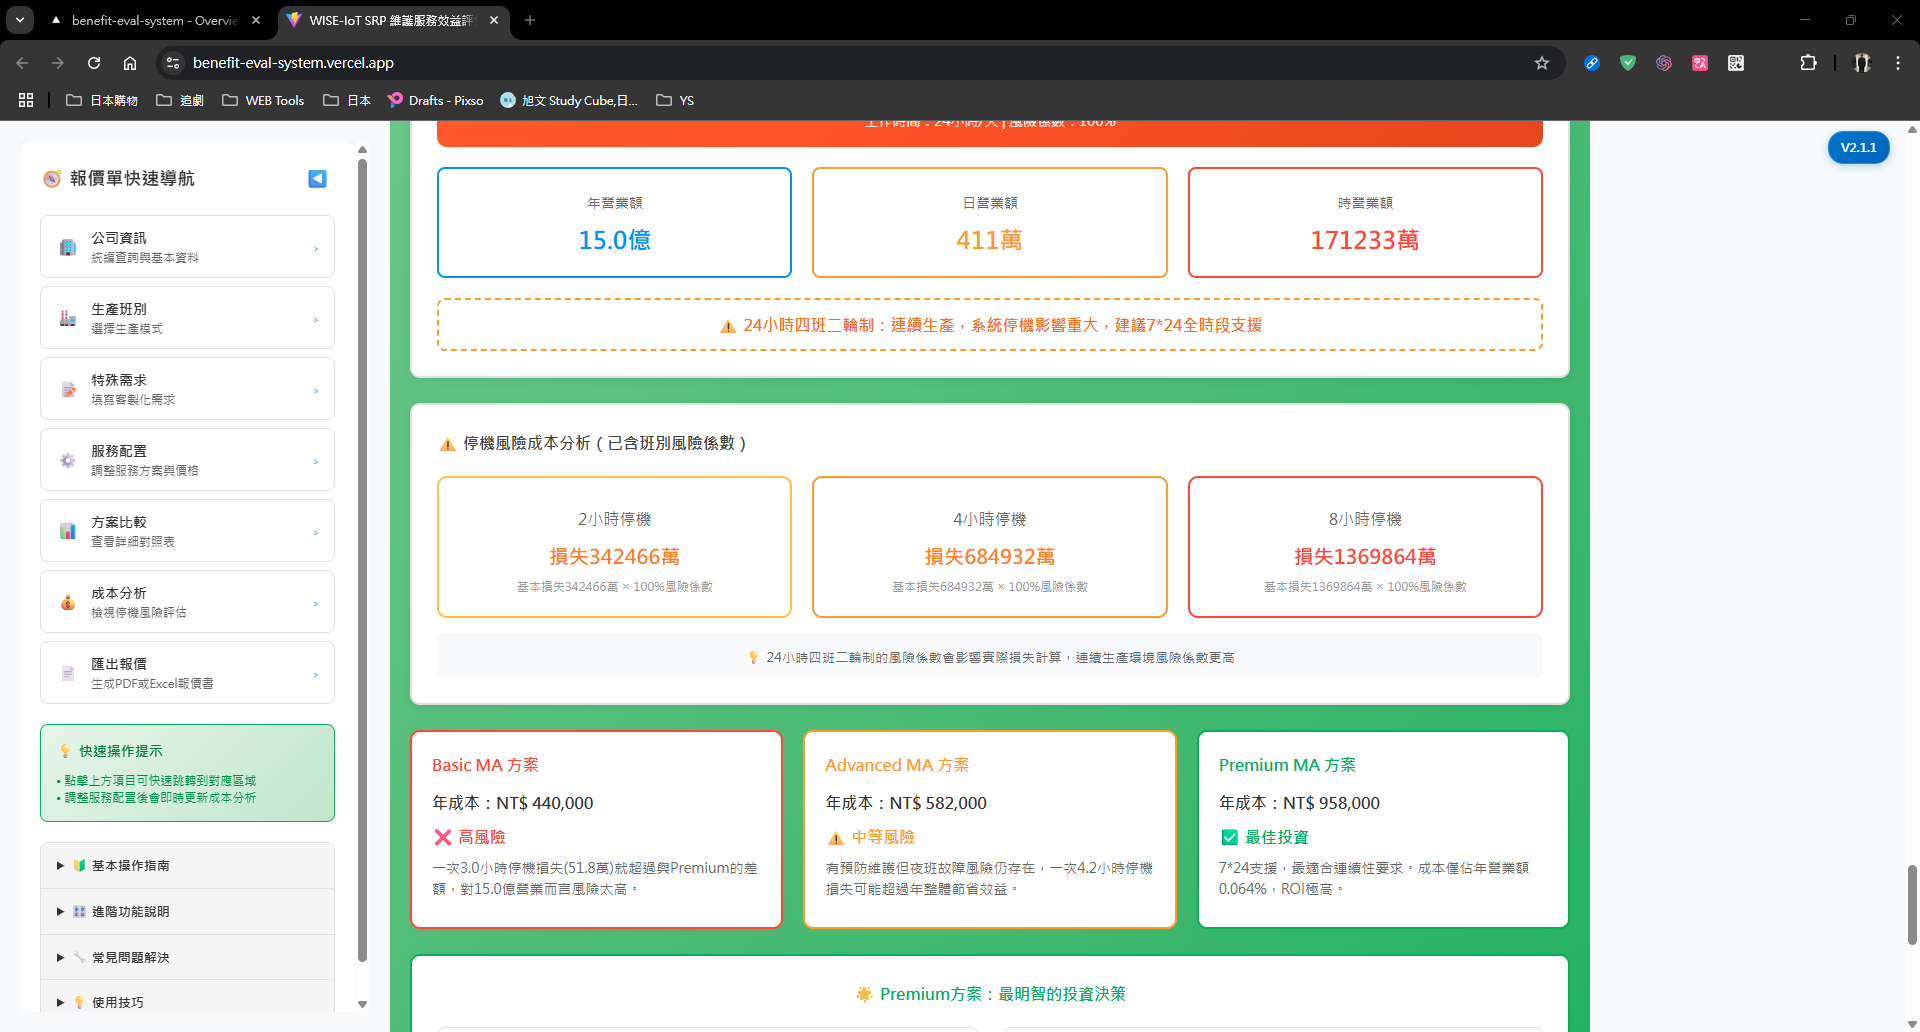 benefit-eval-system - Overvie
WISE-IoT SRP 維護服務效益評
benefit-eval-system.vercel.app
日本購物
追劇
WEB Tools
日本
Drafts - Pixso
旭文 Study Cube,日...
YS
V2.1.1
報價單快速導航
公司資訊
統編查詢與基本資料
生產班別
選擇生產模式
特殊需求
填寫客製化需求
服務配置
調整服務方案與價格
方案比較
查看詳細對照表
成本分析
檢視停機風險評估
匯出報價
生成PDF或Excel報價書
快速操作提示
• 點擊上方項目可快速跳轉到對應區域
• 調整服務配置後會即時更新成本分析
基本操作指南
進階功能說明
常見問題解決
使用技巧
工作時間：24小時/天 | 風險係數：100%
年營業額
15.0億
日營業額
411萬
時營業額
171233萬
24小時四班二輪制：連續生產，系統停機影響重大，建議7*24全時段支援
停機風險成本分析 ( 已含班別風險係數 )
2小時停機
損失342466萬
基本損失342466萬 × 100%風險係數
4小時停機
損失684932萬
基本損失684932萬 × 100%風險係數
8小時停機
損失1369864萬
基本損失1369864萬 × 100%風險係數
24小時四班二輪制的風險係數會影響實際損失計算，連續生產環境風險係數更高
Basic MA 方案
年成本：NT$ 440,000
高風險
一次3.0小時停機損失(51.8萬)就超過與Premium的差
額，對15.0億營業而言風險太高。
Advanced MA 方案
年成本：NT$ 582,000
中等風險
有預防維護但夜班故障風險仍存在，一次4.2小時停機
損失可能超過年整體節省效益。
Premium MA 方案
年成本：NT$ 958,000
最佳投資
7*24支援，最適合連續性要求。成本僅佔年營業額
0.064%，ROI極高。
Premium方案：最明智的投資決策